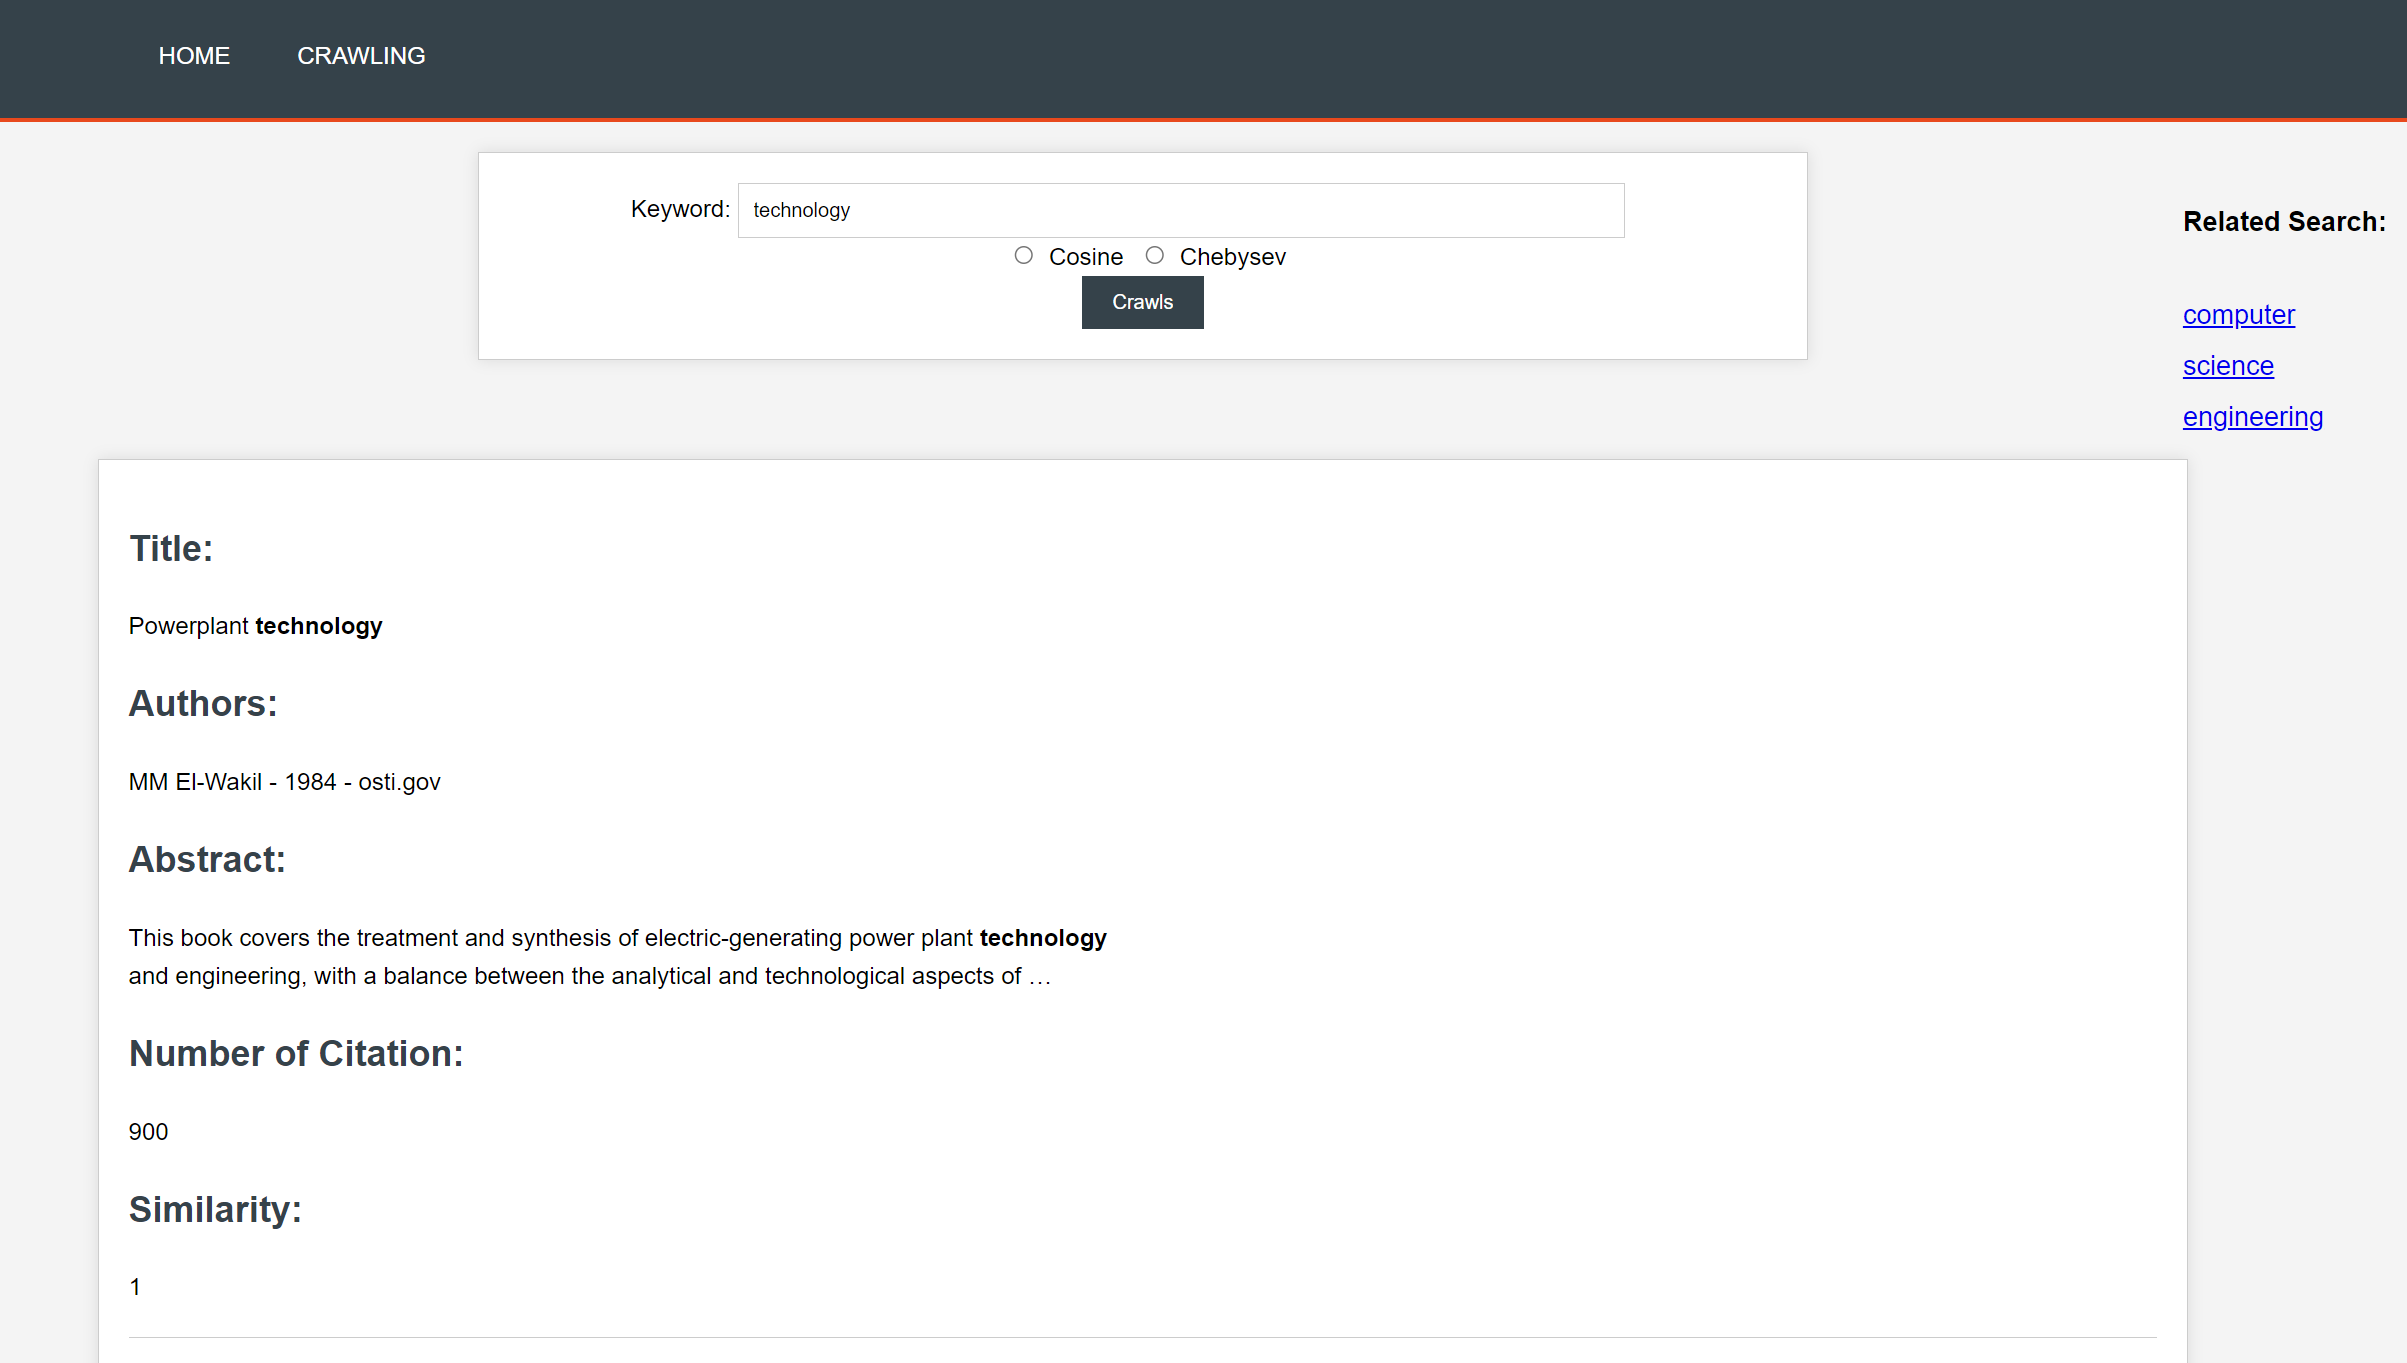 HOME CRAWLING
Keyword: technology
Cosine Chebysev
Crawls
Related Search:
computer
science
engineering
Title:
Powerplant technology
Authors:
MM El-Wakil - 1984 - osti.gov
Abstract:
This book covers the treatment and synthesis of electric-generating power plant technology
and engineering, with a balance between the analytical and technological aspects of …
Number of Citation:
900
Similarity:
1